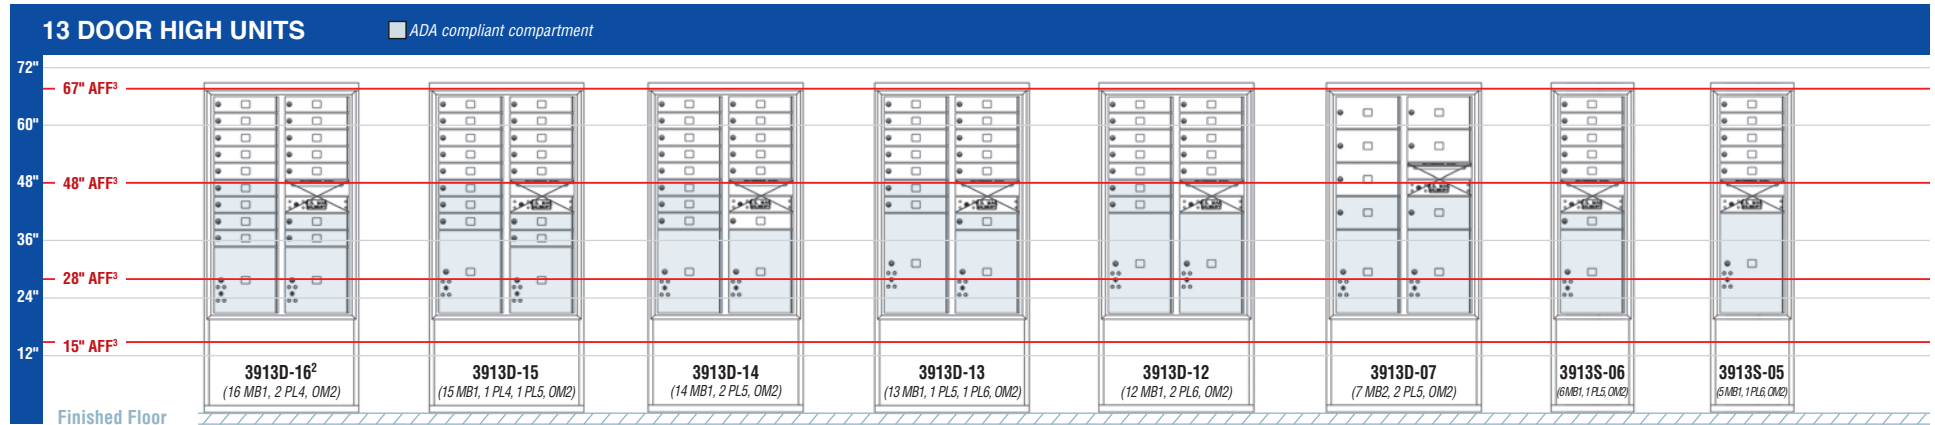 13 DOOR HIGH UNITS
ADA compliant compartment
72"
67" AFF³
60"
48"
48" AFF³
36"
28" AFF³
24"
15" AFF³
12"
3913D-16²
(16 MB1, 2 PL4, OM2)
3913D-15
(15 MB1, 1 PL4, 1 PL5, OM2)
3913D-14
(14 MB1, 2 PL5, OM2)
3913D-13
(13 MB1, 1 PL5, 1 PL6, OM2)
3913D-12
(12 MB1, 2 PL6, OM2)
3913D-07
(7 MB2, 2 PL5, OM2)
3913S-06
(6 MB1, 1 PL5, OM2)
3913S-05
(5 MB1, 1 PL6, OM2)
Finished Floor